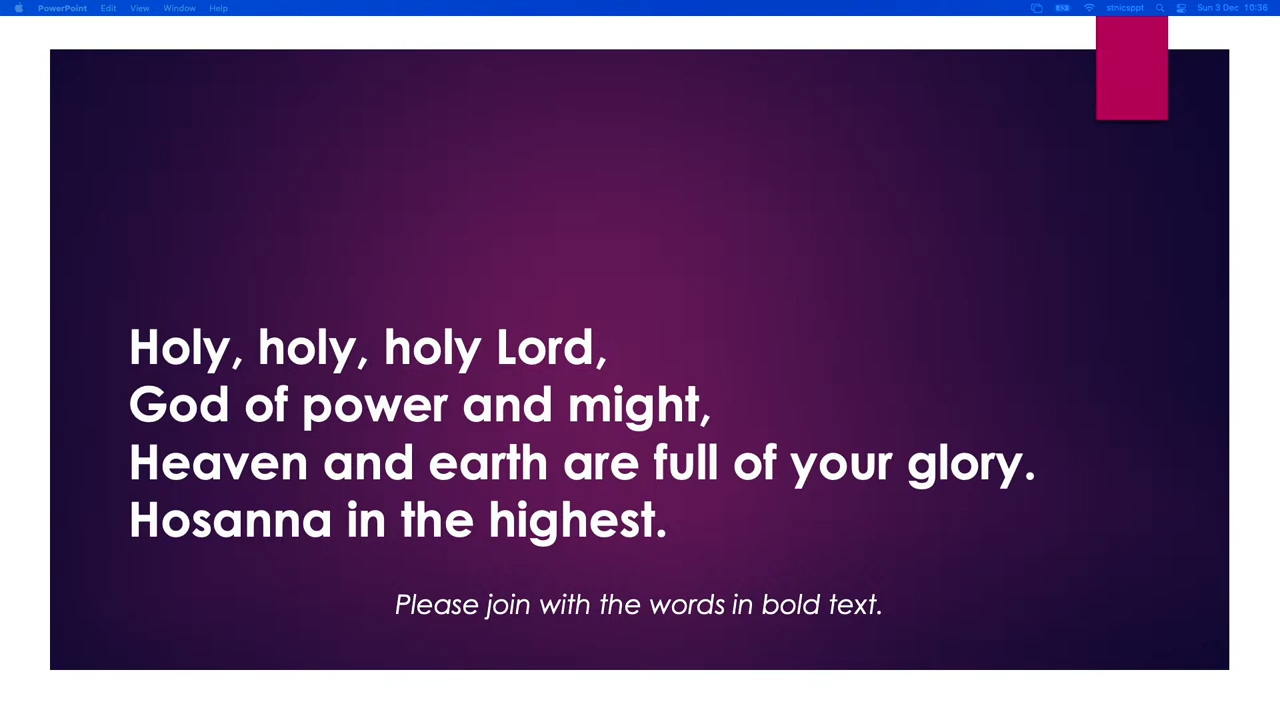 PowerPoint Edit View Window Help stnicsppt Sun 3 Dec 10:36
Holy, holy, holy Lord,
God of power and might,
Heaven and earth are full of your glory.
Hosanna in the highest.
Please join with the words in bold text.